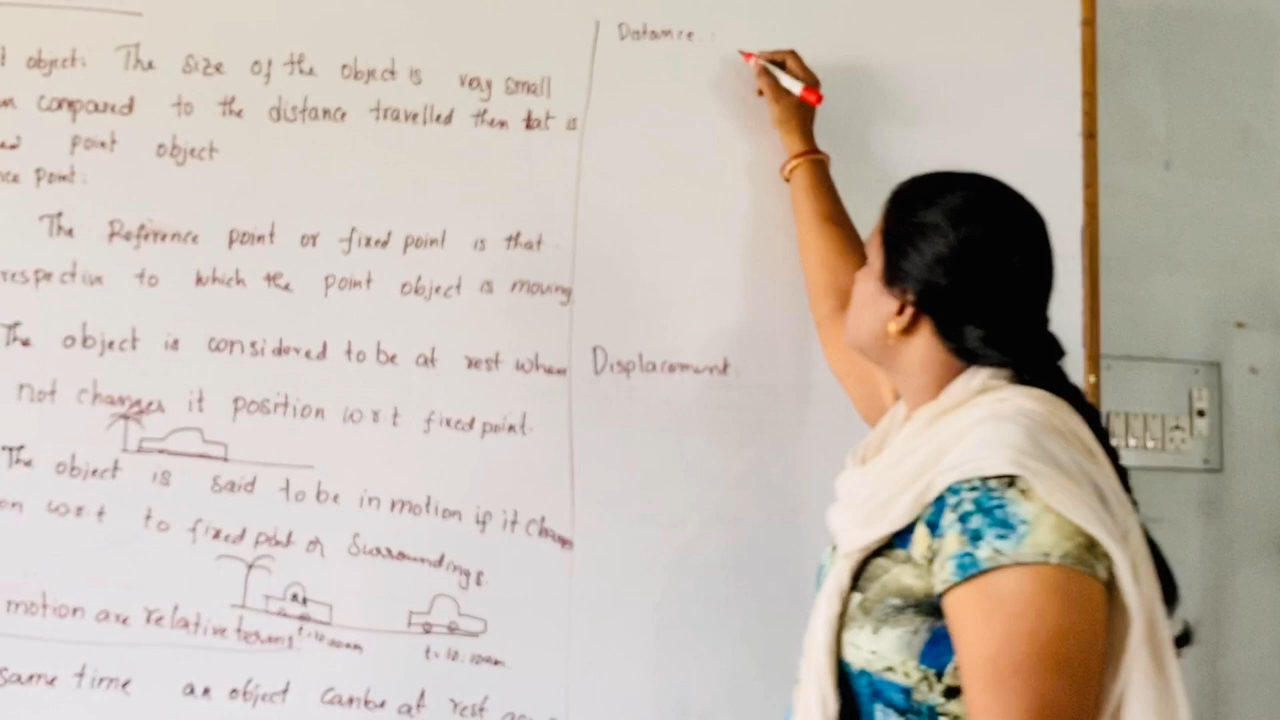 object: The size of the object is very small
compared to the distance travelled then tat is
point object
Point:
The Reference point or fixed point is that
respective to which the point object is moving
The object is considered to be at rest when
not changes it position w.r.t fixed point.
The object is said to be in motion if it
w.r.t to fixed point or Surroundings.
t=10:10am
motion are relative terms
same time an object can be at rest
Distance:
Displacement